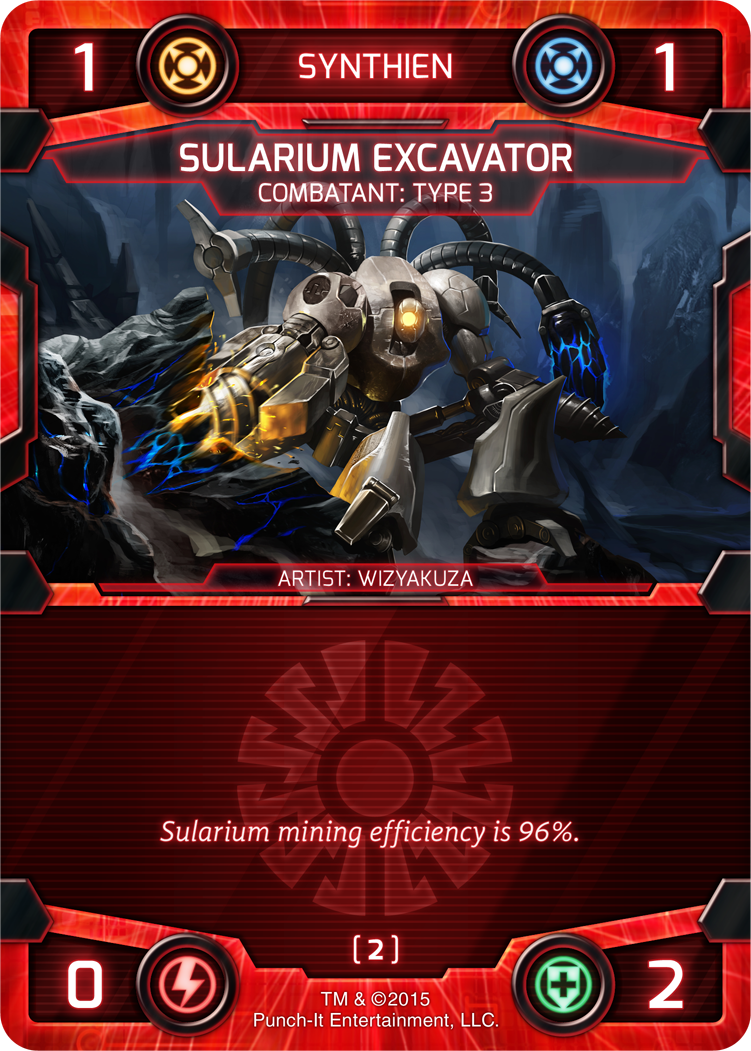 1 SYNTHIEN 1
SULARIUM EXCAVATOR
COMBATANT: TYPE 3
ARTIST: WIZYAKUZA
Sularium mining efficiency is 96%.
[2]
0 2
TM & ©2015
Punch-It Entertainment, LLC.